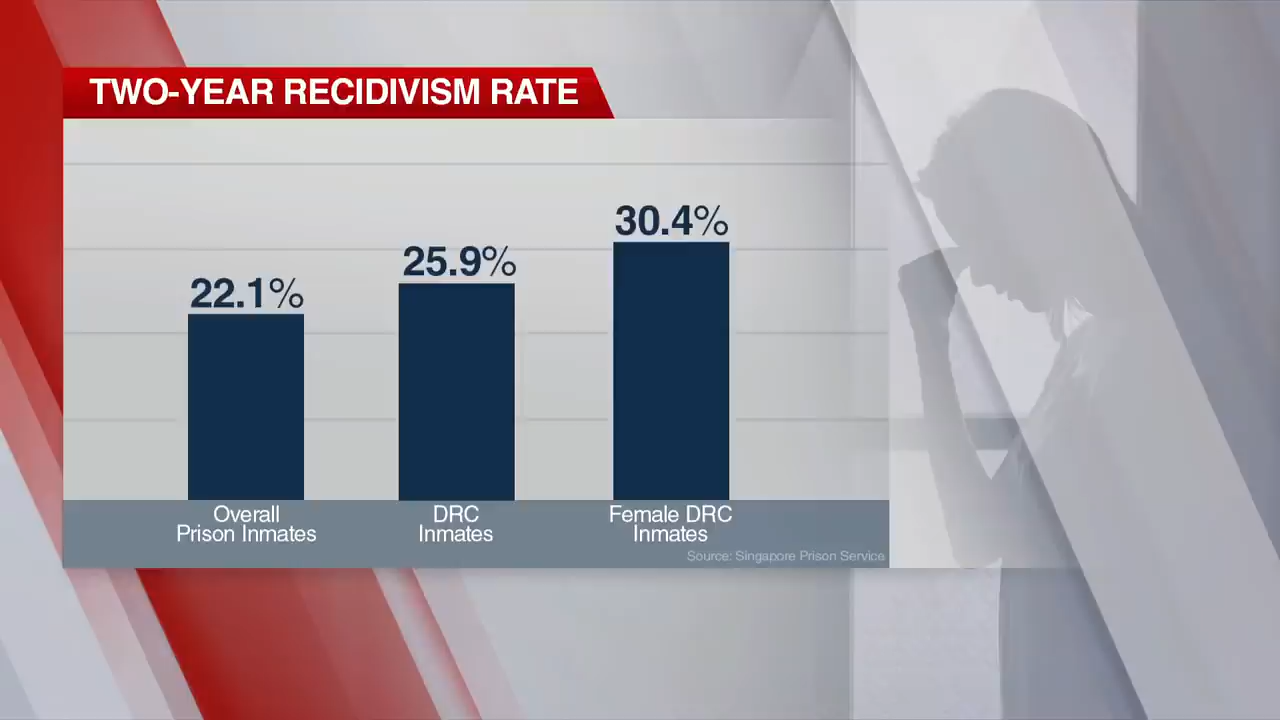 TWO-YEAR RECIDIVISM RATE
22.1%
25.9%
30.4%
Overall
Prison Inmates
DRC
Inmates
Female DRC
Inmates
Source: Singapore Prison Service